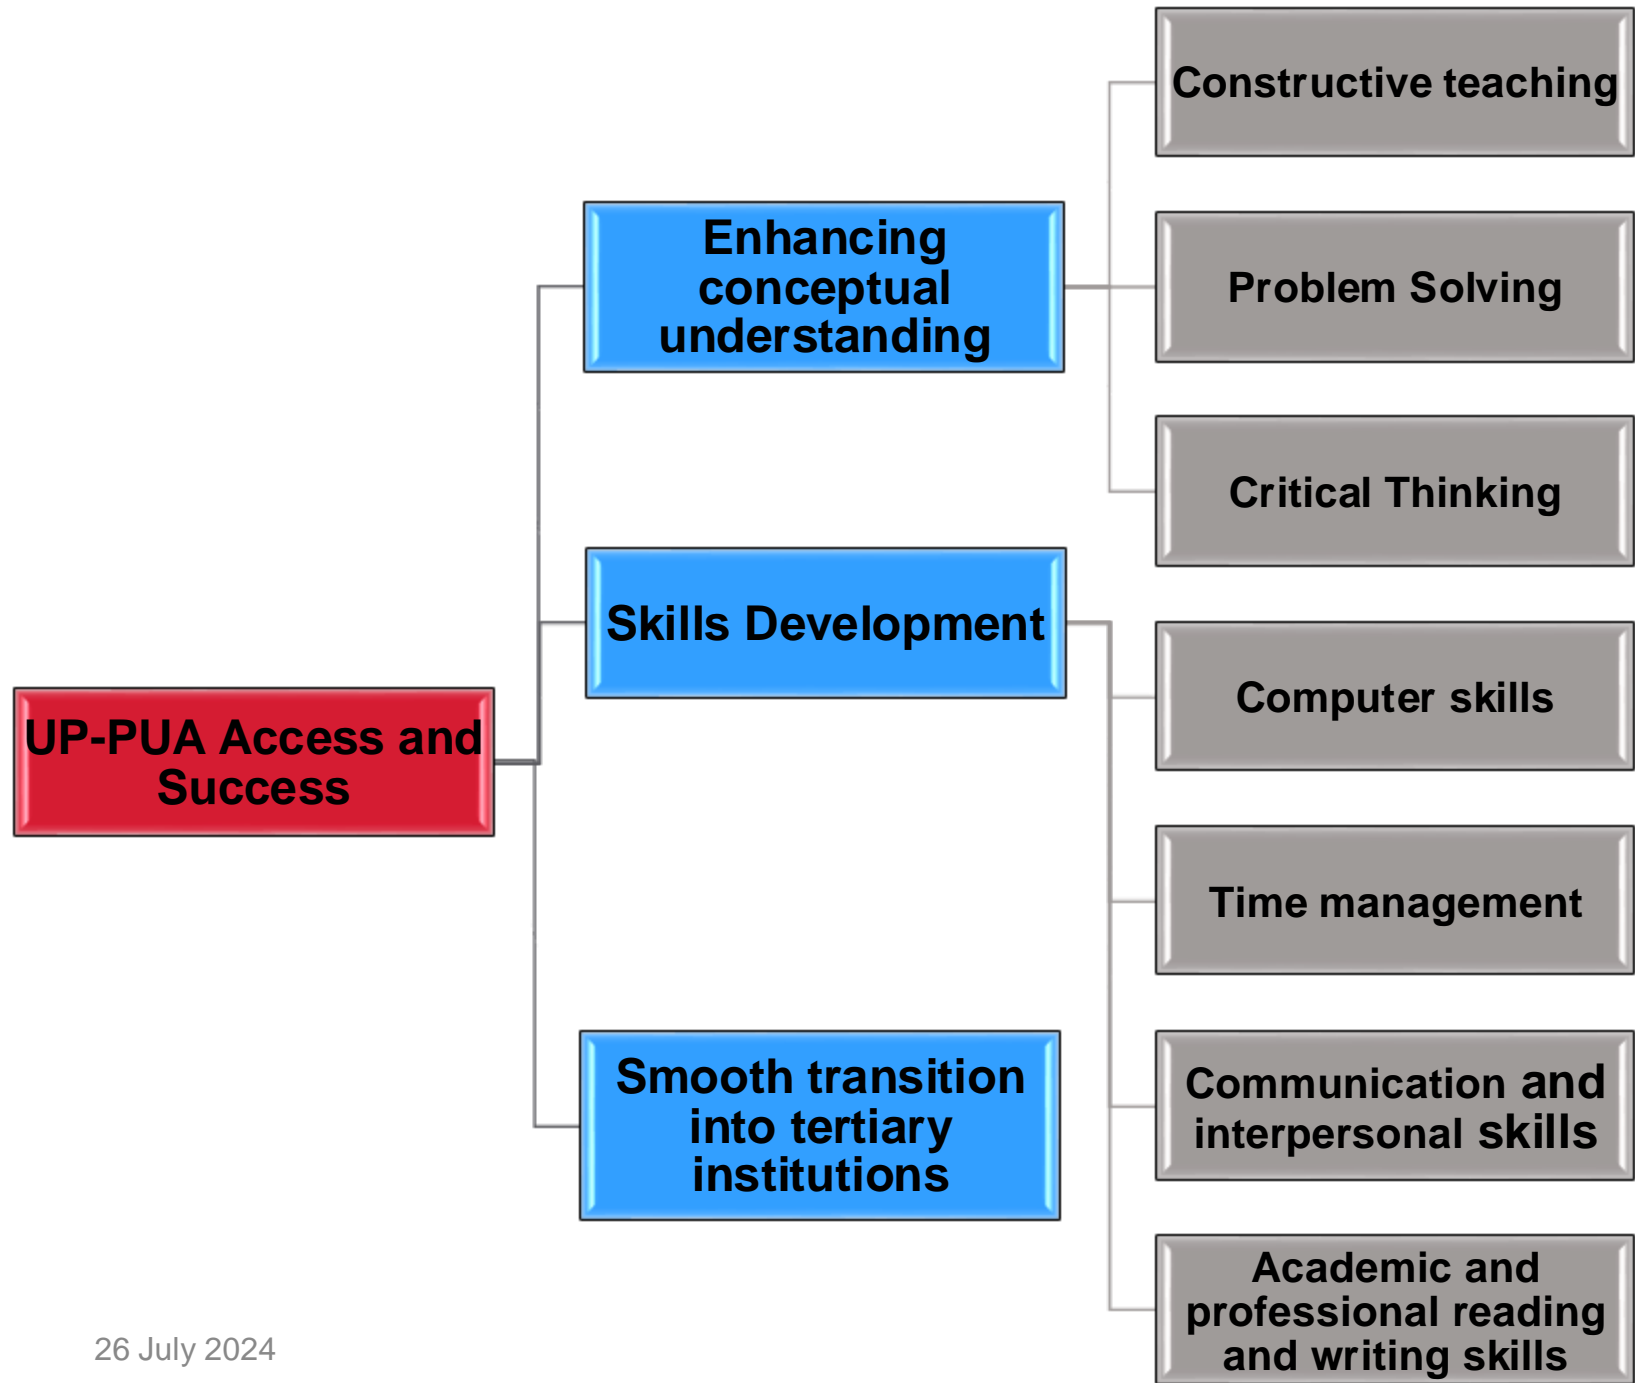 UP-PUA Access and
Success
Enhancing
conceptual
understanding
Constructive teaching
Problem Solving
Critical Thinking
Skills Development
Computer skills
Time management
Communication and
interpersonal skills
Academic and
professional reading
and writing skills
Smooth transition
into tertiary
institutions
26 July 2024